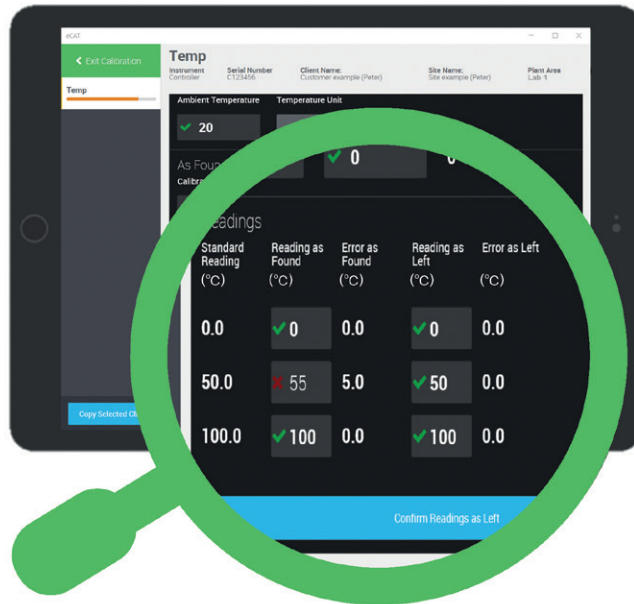 eCAT
Exit Calibration
Temp
Temp
Instrument Serial Number Client Name: Site Name: Plant Area
Controller C123456 Customer example (Peter) Site example (Peter) Lab 1
Ambient Temperature Temperature Unit
20
0
As
Readings
Standard Reading as Error as Reading as Error as Left
Reading Found Found Left
(°C) (°C) (°C) (°C) (°C)
0.0 0 0.0 0 0.0
50.0 55 5.0 50 0.0
100.0 100 0.0 100 0.0
Copy Selected
Confirm Readings as Left